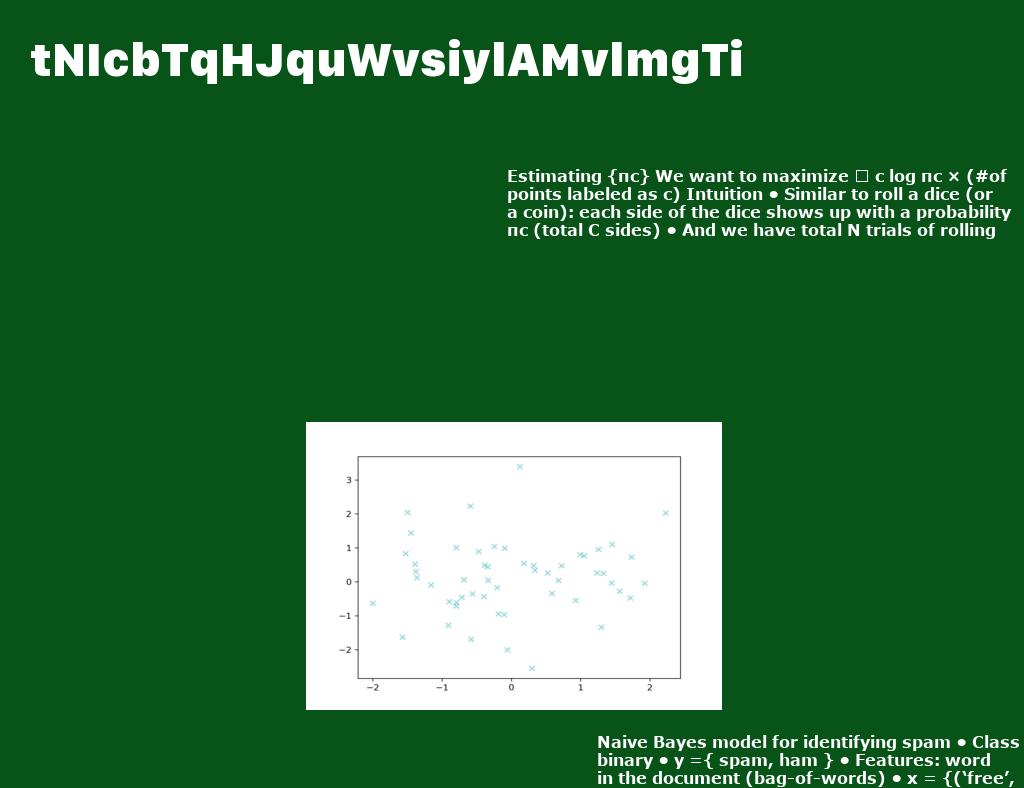 tNIcbTqHJquWvsiylAMvlmgTi
Estimating {πc} We want to maximize □ c log πc × (#of
points labeled as c) Intuition • Similar to roll a dice (or
a coin): each side of the dice shows up with a probability
πc (total C sides) • And we have total N trials of rolling
3
2
1
0
−1
−2
−2
−1
0
1
2
Naive Bayes model for identifying spam • Class
binary • y ={ spam, ham } • Features: word
in the document (bag-of-words) • x = {(‘free’,